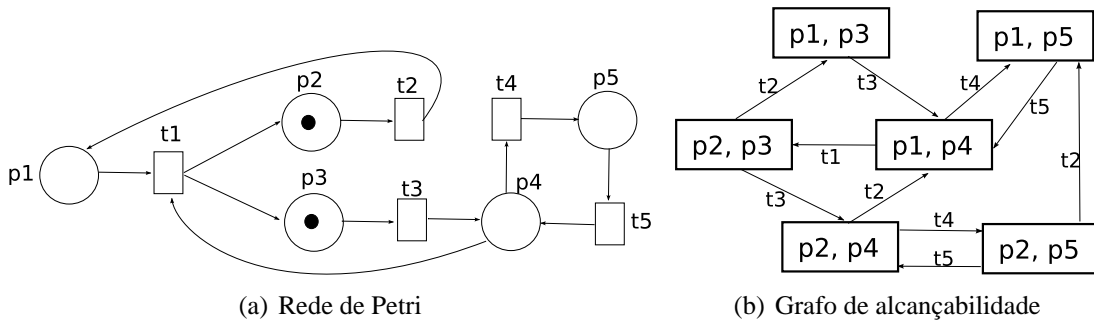 p1
t1
p2
t2
p3
t3
t4
p4
p5
t5
(a) Rede de Petri
p1, p3
p1, p5
t2
t3
t4
t5
p2, p3
t1
p1, p4
t2
t3
t2
t4
p2, p4
t5
p2, p5
(b) Grafo de alcançabilidade